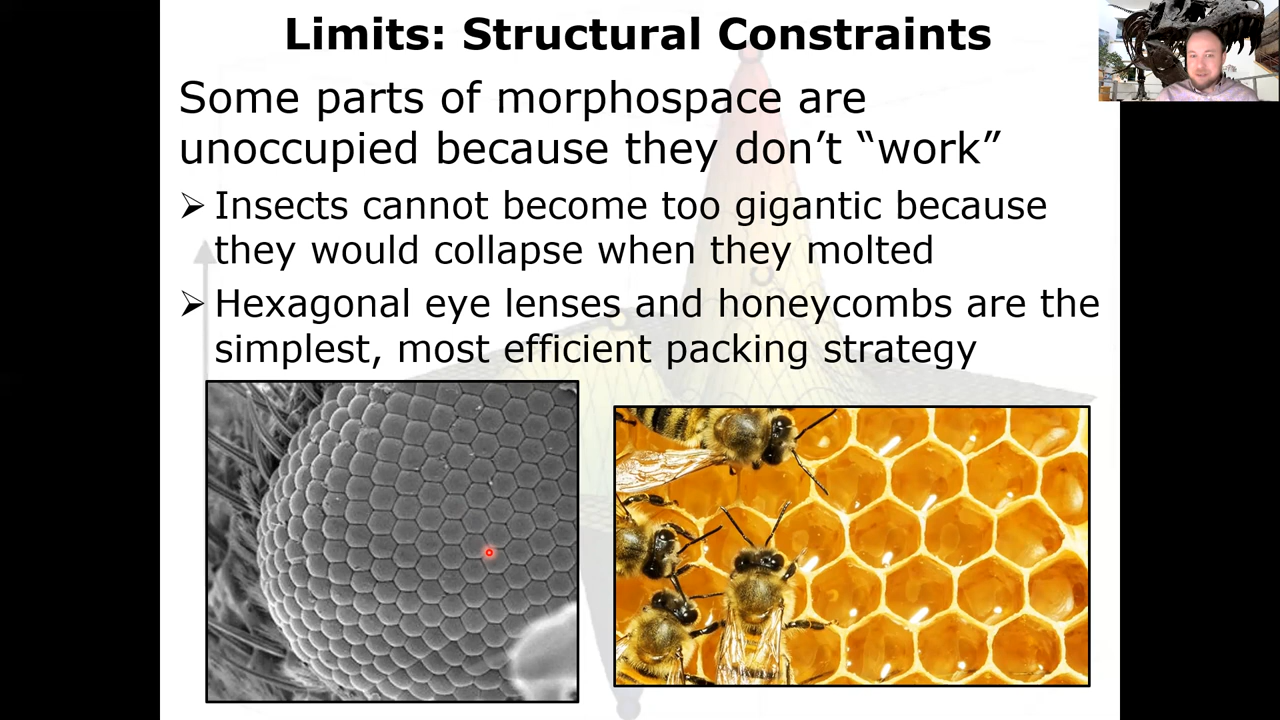 Limits: Structural Constraints
Some parts of morphospace are
unoccupied because they don’t “work”
Insects cannot become too gigantic because
they would collapse when they molted
Hexagonal eye lenses and honeycombs are the
simplest, most efficient packing strategy